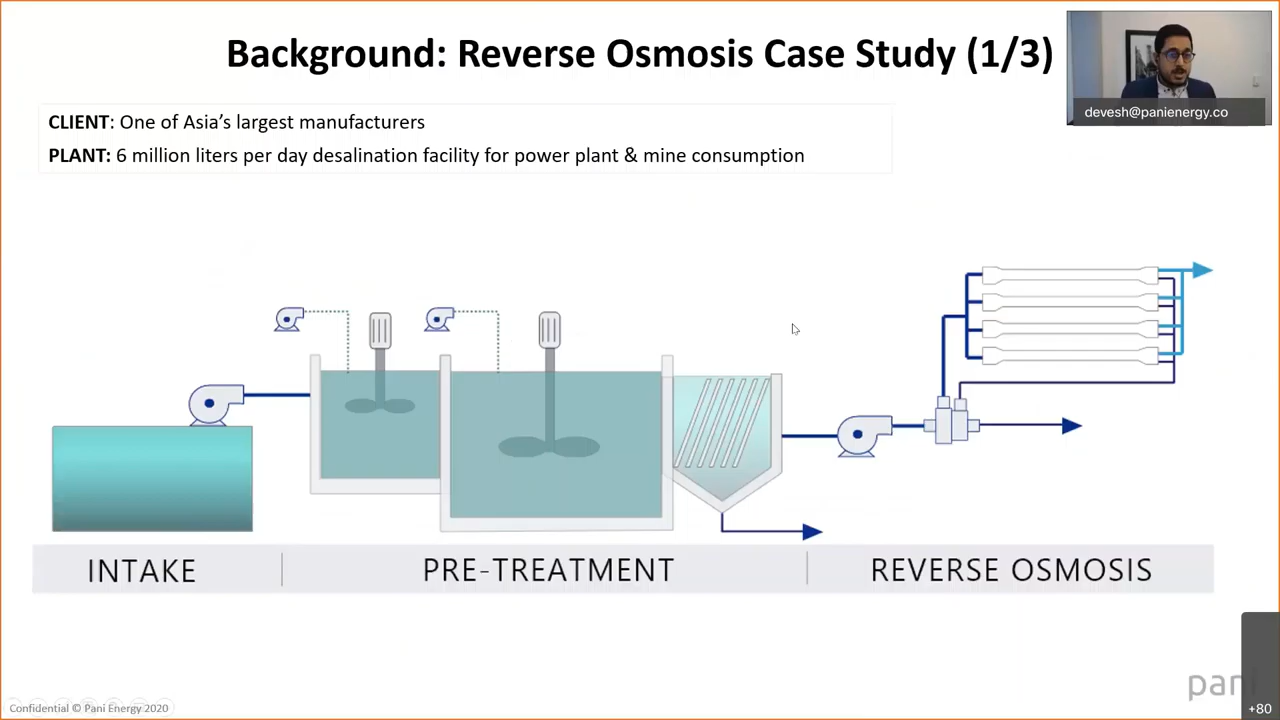 Background: Reverse Osmosis Case Study (1/3)
devesh@panienergy.co
CLIENT: One of Asia's largest manufacturers
PLANT: 6 million liters per day desalination facility for power plant & mine consumption
INTAKE
PRE-TREATMENT
REVERSE OSMOSIS
Confidential © Pani Energy 2020
+80